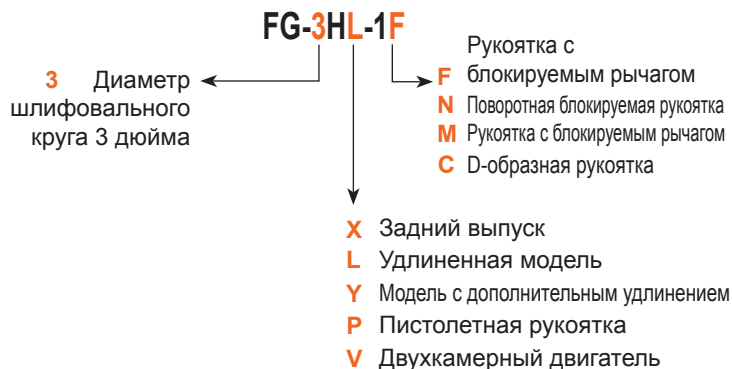 FG-3HL-1F
3 Диаметр
шлифовального
круга 3 дюйма
Рукоятка с
F блокируемым рычагом
N Поворотная блокируемая рукоятка
M Рукоятка с блокируемым рычагом
C D-образная рукоятка
X Задний выпуск
L Удлиненная модель
Y Модель с дополнительным удлинением
P Пистолетная рукоятка
V Двухкамерный двигатель